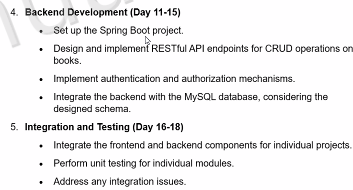 4. Backend Development (Day 11-15)
• Set up the Spring Boot project.
• Design and implement RESTful API endpoints for CRUD operations on
books.
• Implement authentication and authorization mechanisms.
• Integrate the backend with the MySQL database, considering the
designed schema.
5. Integration and Testing (Day 16-18)
• Integrate the frontend and backend components for individual projects.
• Perform unit testing for individual modules.
• Address any integration issues.